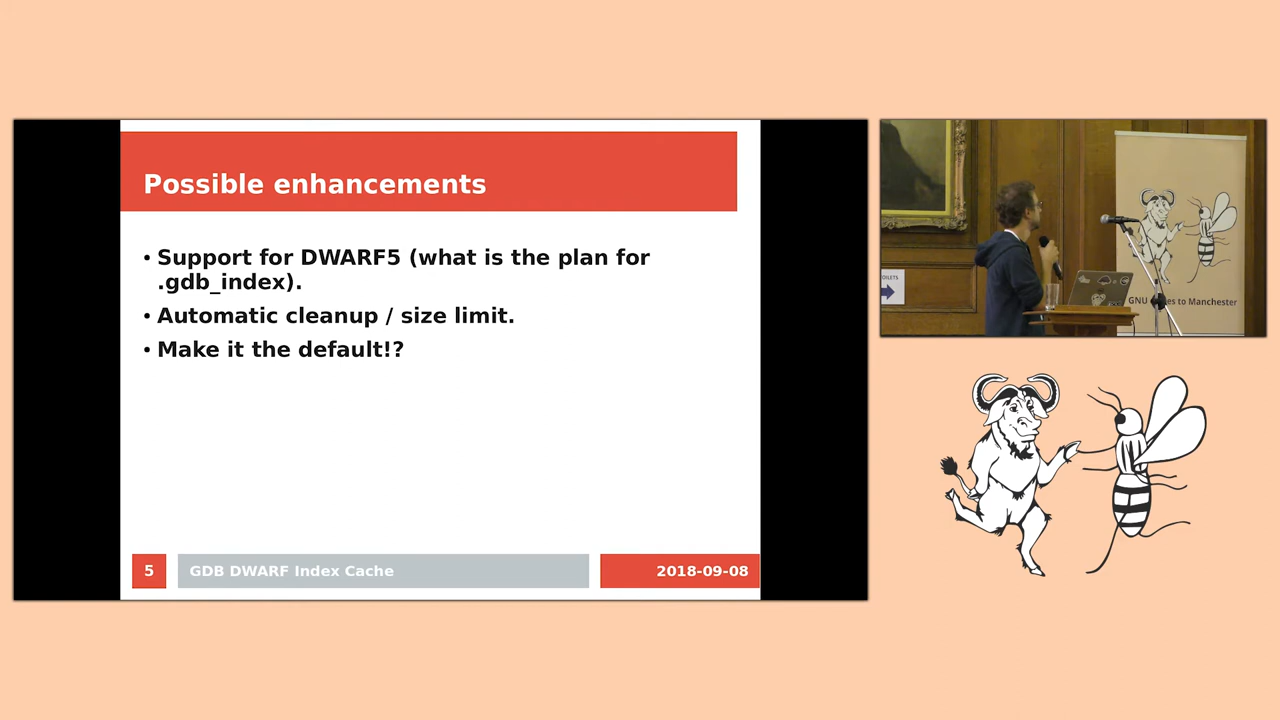 Possible enhancements
• Support for DWARF5 (what is the plan for
.gdb_index).
• Automatic cleanup / size limit.
• Make it the default!?
5
GDB DWARF Index Cache
2018-09-08
GNU to Manchester